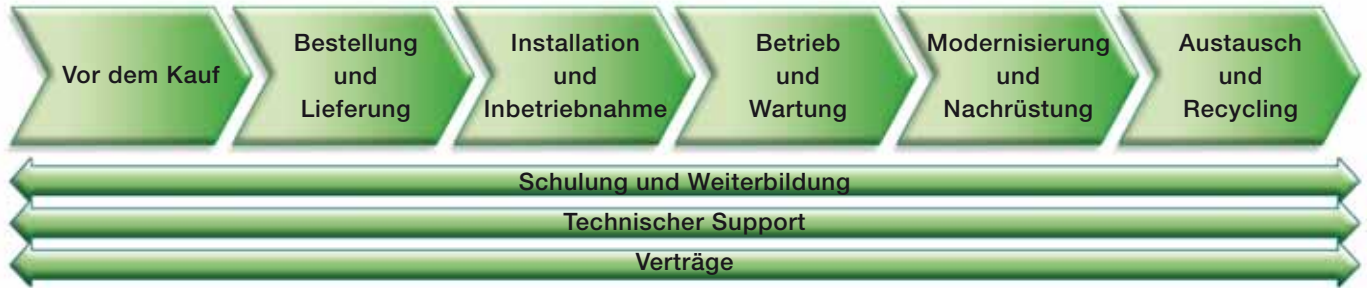 Vor dem Kauf
Bestellung
und
Lieferung
Installation
und
Inbetriebnahme
Betrieb
und
Wartung
Modernisierung
und
Nachrüstung
Austausch
und
Recycling
Schulung und Weiterbildung
Technischer Support
Verträge